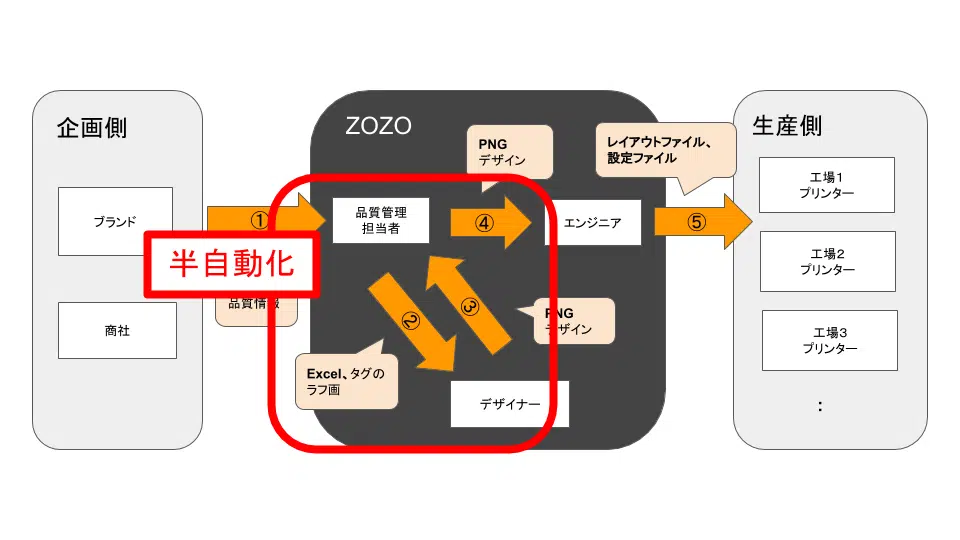 企画側
ブランド
商社
①
半自動化
品質情報
ZOZO
品質管理
担当者
PNG
デザイン
④
エンジニア
②
③
PNG
デザイン
Excel、タグの
ラフ画
デザイナー
レイアウトファイル、
設定ファイル
⑤
生産側
工場１
プリンター
工場２
プリンター
工場３
プリンター
：